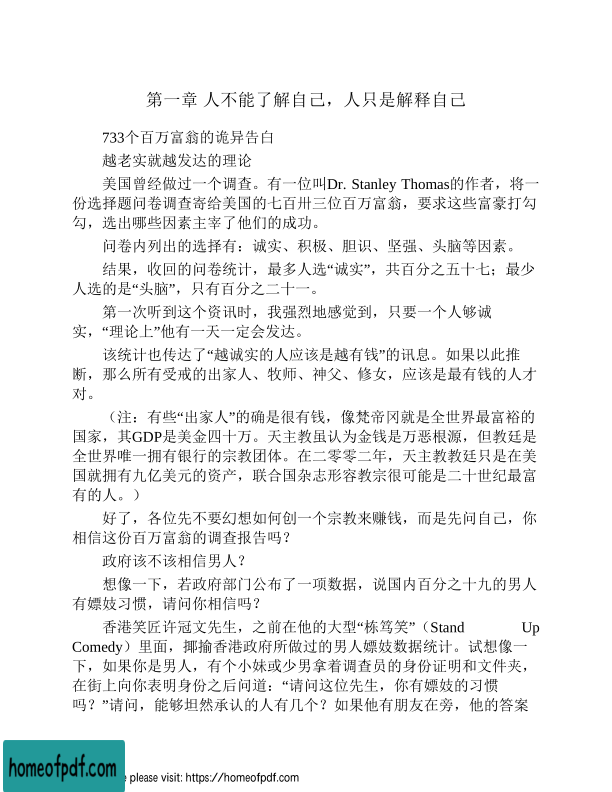 第一章 人不能了解自己，人只是解释自己
733个百万富翁的诡异告白
越老实就越发达的理论
美国曾经做过一个调查。有一位叫Dr. Stanley Thomas的作者，将一
份选择题问卷调查寄给美国的七百卅三位百万富翁，要求这些富豪打勾
勾，选出哪些因素主宰了他们的成功。
问卷内列出的选择有：诚实、积极、胆识、坚强、头脑等因素。
结果，收回的问卷统计，最多人选“诚实”，共百分之五十七；最少
人选的是“头脑”，只有百分之二十一。
第一次听到这个资讯时，我强烈地感觉到，只要一个人够诚
实，“理论上”他有一天一定会发达。
该统计也传达了“越诚实的人应该是越有钱”的讯息。如果以此推
断，那么所有受戒的出家人、牧师、神父、修女，应该是最有钱的人才
对。
（注：有些“出家人”的确是很有钱，像梵帝冈就是全世界最富裕的
国家，其GDP是美金四十万。天主教虽认为金钱是万恶根源，但教廷是
全世界唯一拥有银行的宗教团体。在二零零二年，天主教教廷只是在美
国就拥有九亿美元的资产，联合国杂志形容教宗很可能是二十世纪最富
有的人。）
好了，各位先不要幻想如何创一个宗教来赚钱，而是先问自己，你
相信这份百万富翁的调查报告吗？
政府该不该相信男人？
想像一下，若政府部门公布了一项数据，说国内百分之十九的男人
有嫖妓习惯，请问你相信吗？
香港笑匠许冠文先生，之前在他的大型“栋笃笑”（Stand Up
Comedy）里面，揶揄香港政府所做过的男人嫖妓数据统计。试想像一
下，如果你是男人，有个小妹或少男拿着调查员的身份证明和文件夹，
在街上向你表明身份之后问道：“请问这位先生，你有嫖妓的习惯
吗？”请问，能够坦然承认的人有几个？如果他有朋友在旁，他的答案
homeofpdf.com
please visit: https://homeofpdf.com